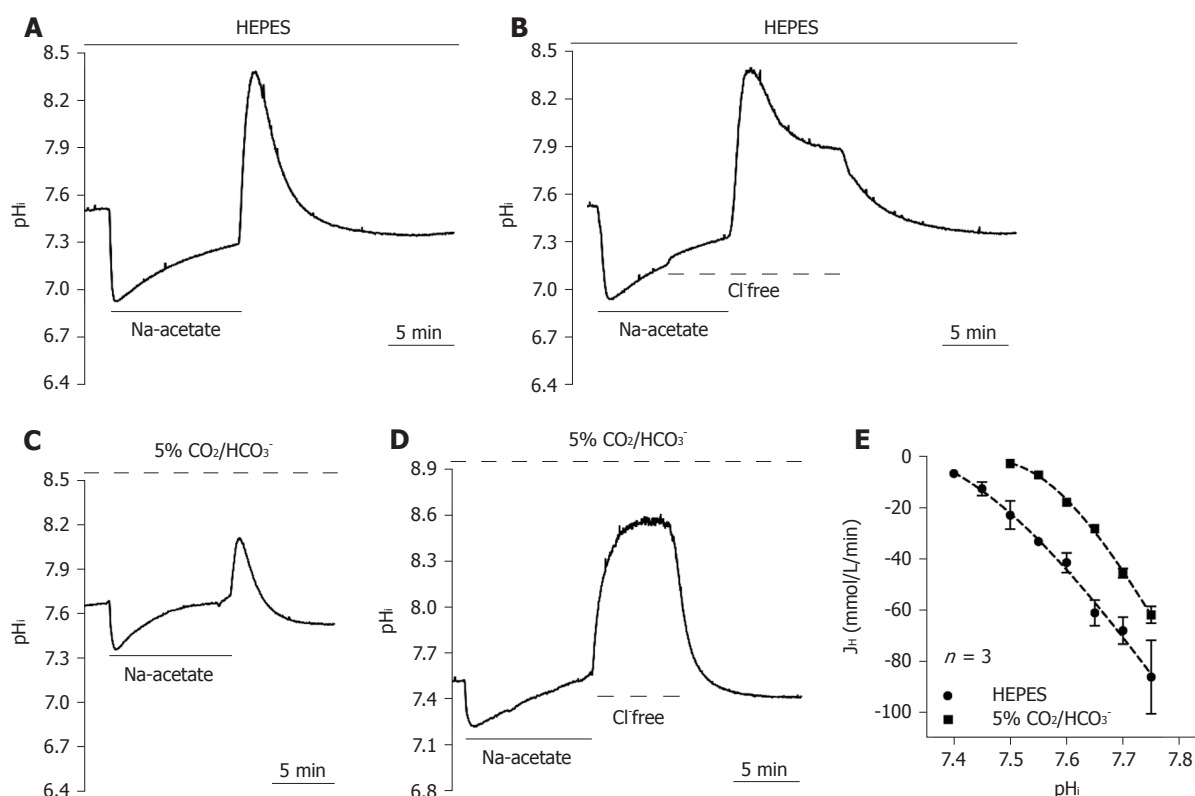 A
HEPES
8.5
8.2
7.9
7.6
7.3
7.0
6.7
6.4
pHi
Na-acetate
5 min
B
HEPES
8.5
8.2
7.9
7.6
7.3
7.0
6.7
6.4
pHi
Cl⁻free
Na-acetate
5 min
C
5% CO₂/HCO₃⁻
8.5
8.2
7.9
7.6
7.3
7.0
6.7
6.4
pHi
Na-acetate
5 min
D
5% CO₂/HCO₃⁻
8.9
8.6
8.3
8.0
7.7
7.4
7.1
6.8
pHi
Cl⁻free
Na-acetate
5 min
E
0
-20
-40
-60
-80
-100
JH (mmol/L/min)
n = 3
HEPES
5% CO₂/HCO₃⁻
7.4 7.5 7.6 7.7 7.8
pHi